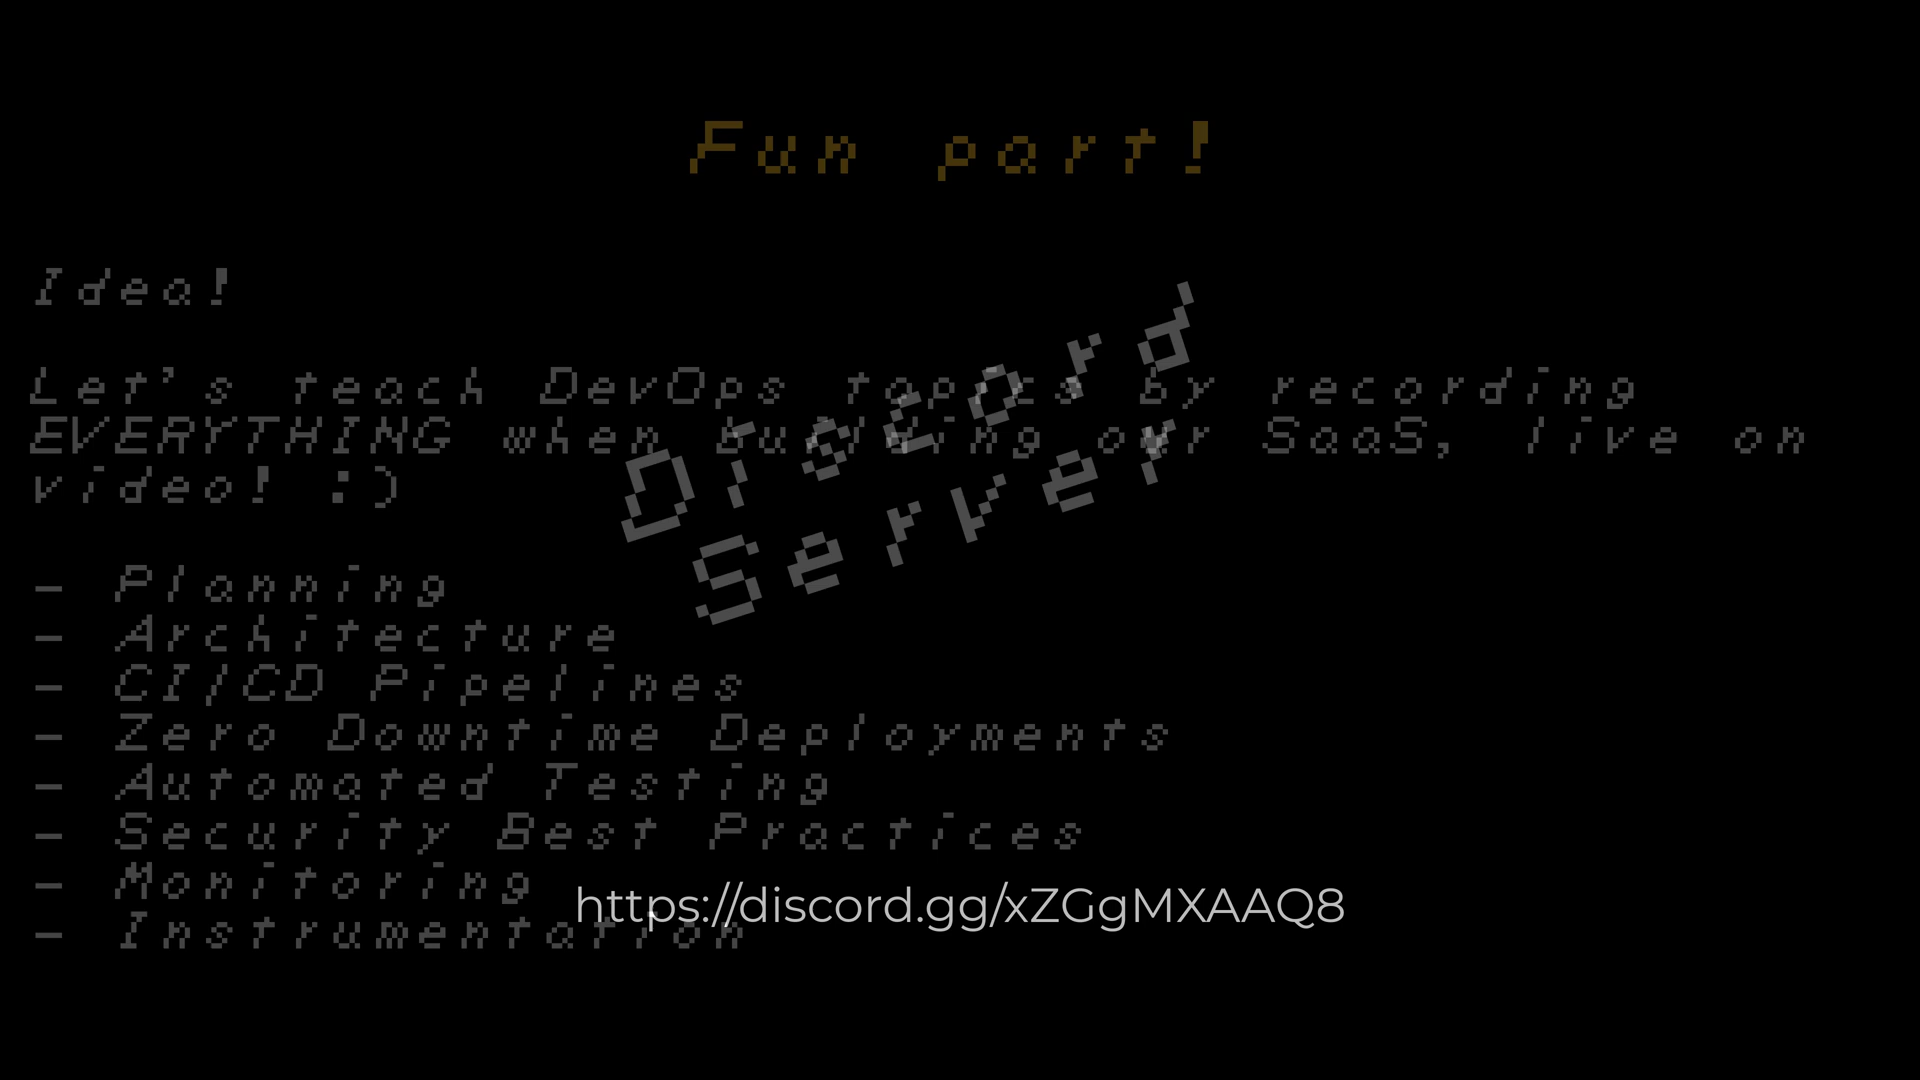 Fun part!
Idea!
Let's teach DevOps topics by recording
EVERYTHING when building our SaaS, live on
video! :)
- Planning
- Architecture
- CI/CD Pipelines
- Zero Downtime Deployments
- Automated Testing
- Security Best Practices
- Monitoring
- Instrumentation
Discord
Server
https://discord.gg/xZGgMXAAQ8